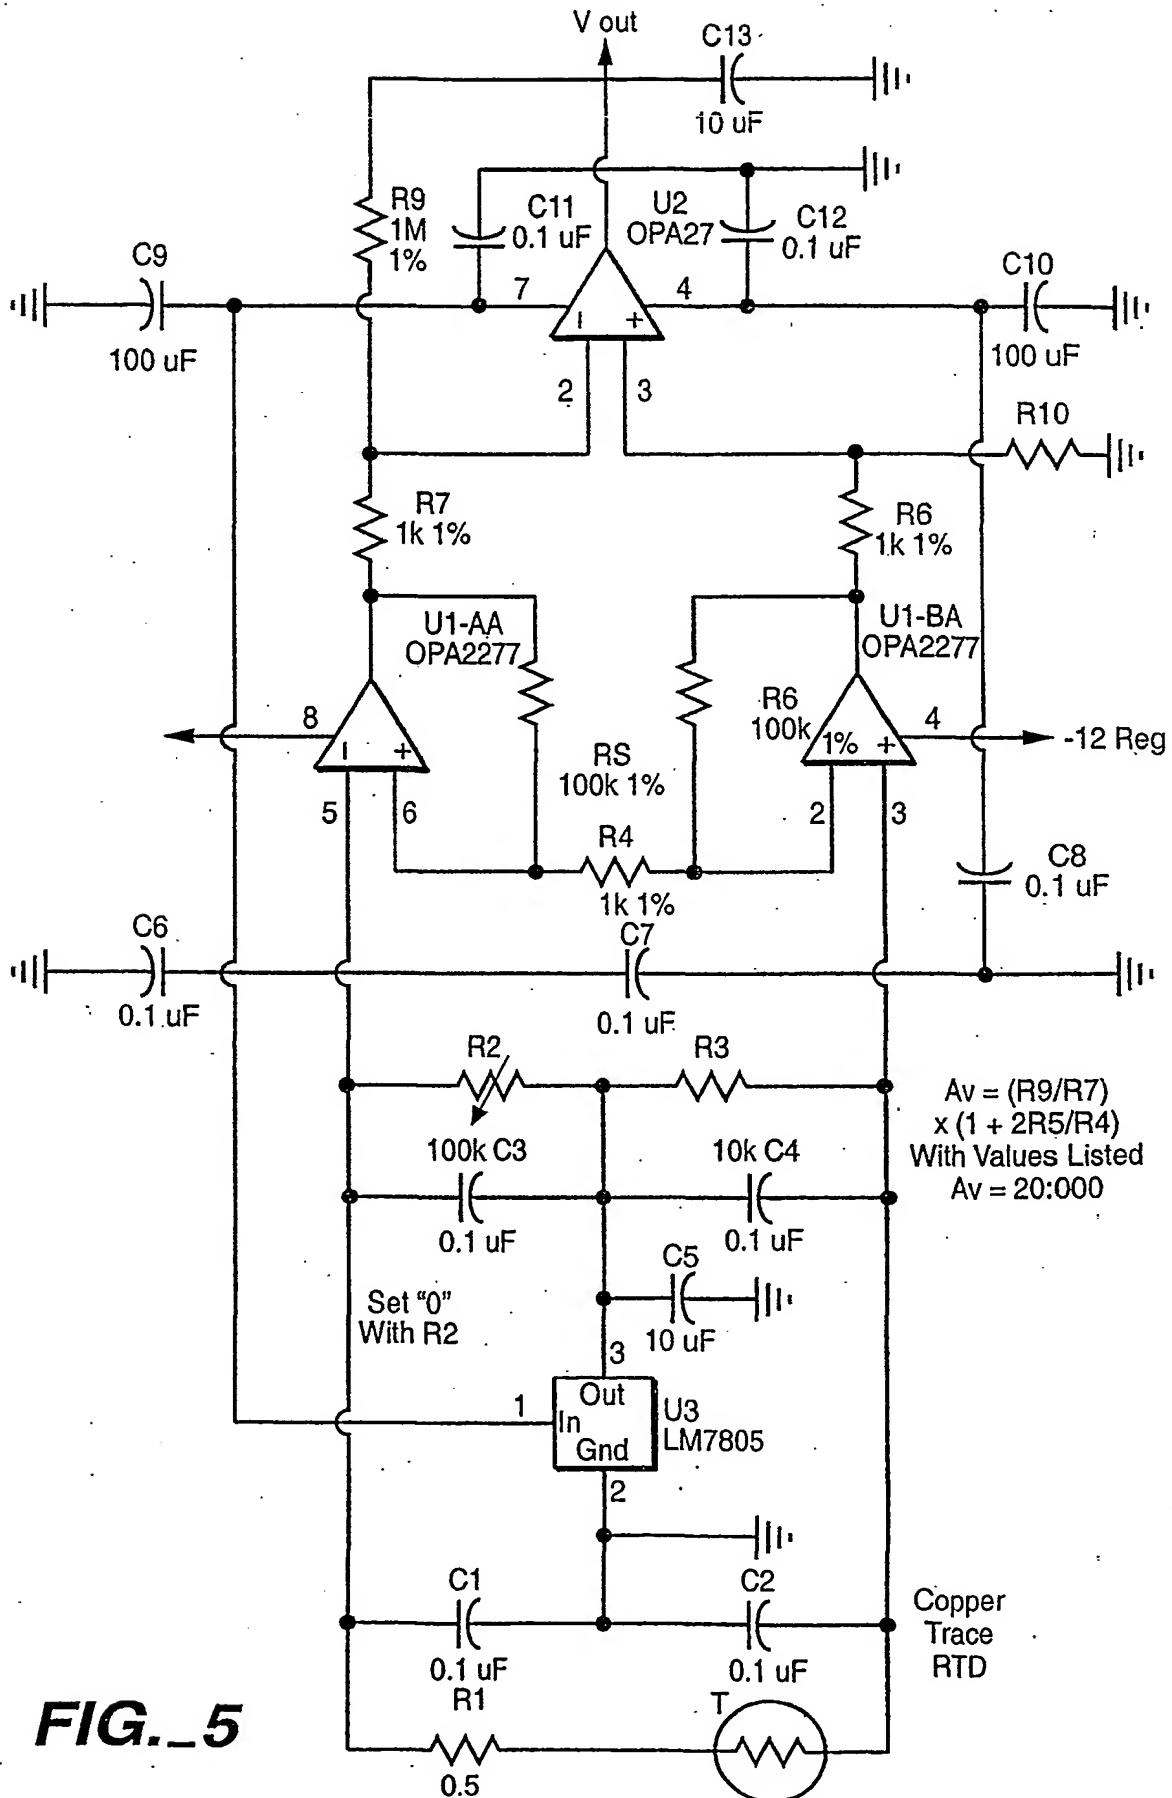 V out
C13
10 uF
R9
1M
1%
C11
0.1 uF
U2
OPA27
C12
0.1 uF
C9
100 uF
7
4
C10
100 uF
2
3
R10
R7
1k 1%
R6
1k 1%
U1-AA
OPA2277
U1-BA
OPA2277
8
R6
100k
1%
4
-12 Reg
RS
100k 1%
5
6
2
3
R4
1k 1%
C8
0.1 uF
C6
0.1 uF
C7
0.1 uF
R2
R3
100k C3
0.1 uF
10k C4
0.1 uF
Av = (R9/R7)
x (1 + 2R5/R4)
With Values Listed
Av = 20:000
C5
10 uF
Set "0"
With R2
3
1
Out
In
Gnd
U3
LM7805
2
C1
0.1 uF
C2
0.1 uF
Copper
Trace
RTD
R1
0.5
T
FIG._5